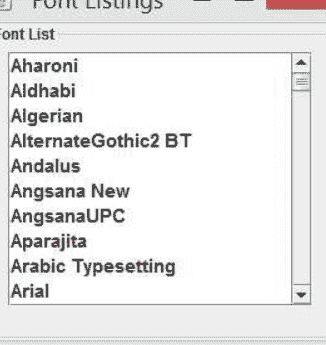 Font Listings
Font List
Aharoni
Aldhabi
Algerian
AlternateGothic2 BT
Andalus
Angsana New
AngsanaUPC
Aparajita
Arabic Typesetting
Arial